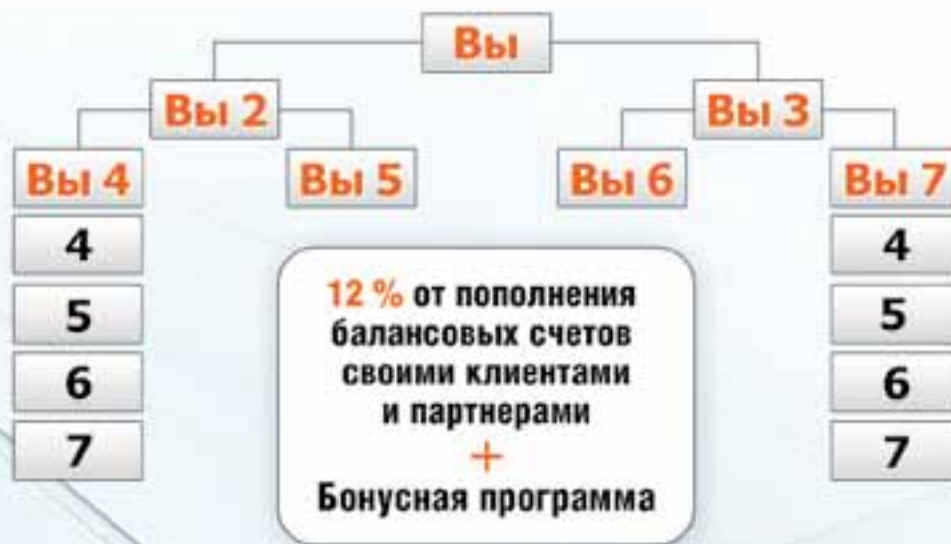 Вы
Вы 2
Вы 3
Вы 4
Вы 5
Вы 6
Вы 7
4
4
5
5
6
6
7
7
12 % от пополнения
балансовых счетов
своими клиентами
и партнерами
+
Бонусная программа